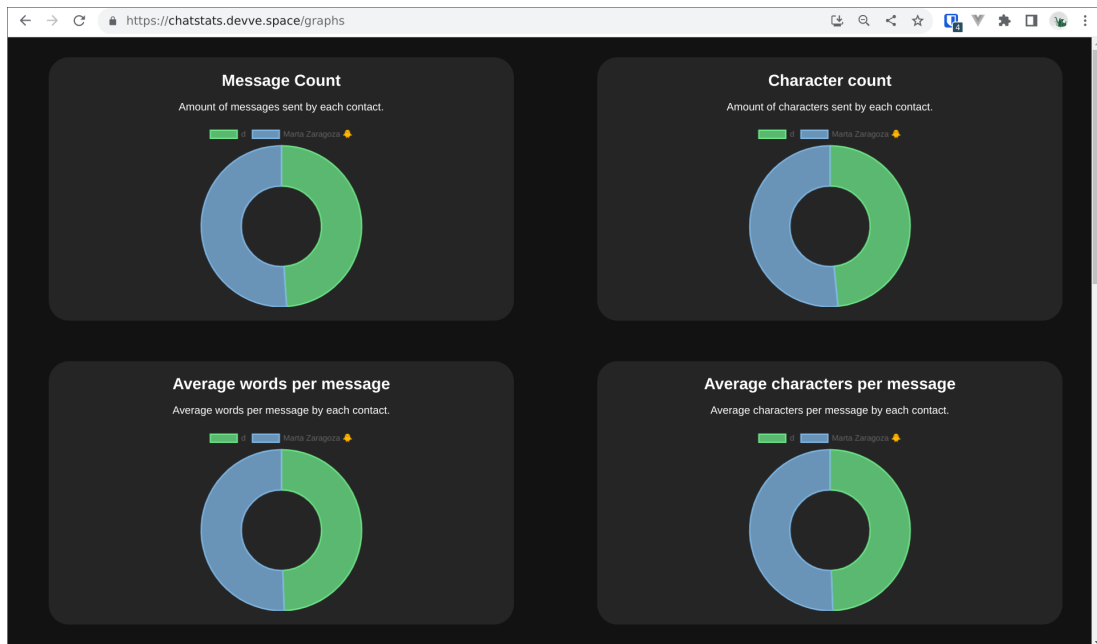 https://chatstats.devve.space/graphs
4
Message Count
Amount of messages sent by each contact.
d Marta Zaragoza 🐥
Character count
Amount of characters sent by each contact.
d Marta Zaragoza 🐥
Average words per message
Average words per message by each contact.
d Marta Zaragoza 🐥
Average characters per message
Average characters per message by each contact.
d Marta Zaragoza 🐥